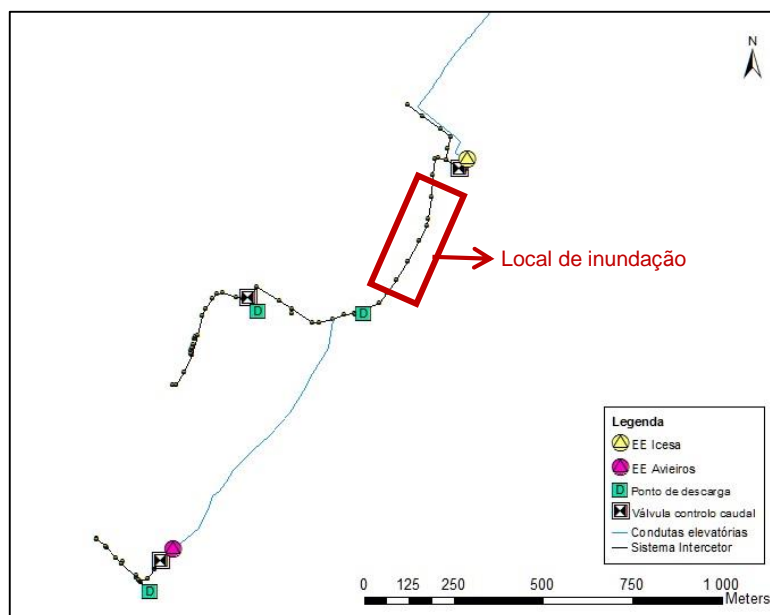 N
Local de inundação
D
D
D
Legenda
EE Icesa
EE Avieiros
D Ponto de descarga
Válvula controlo caudal
Condutas elevatórias
Sistema Intercetor
0 125 250 500 750 1 000
Meters